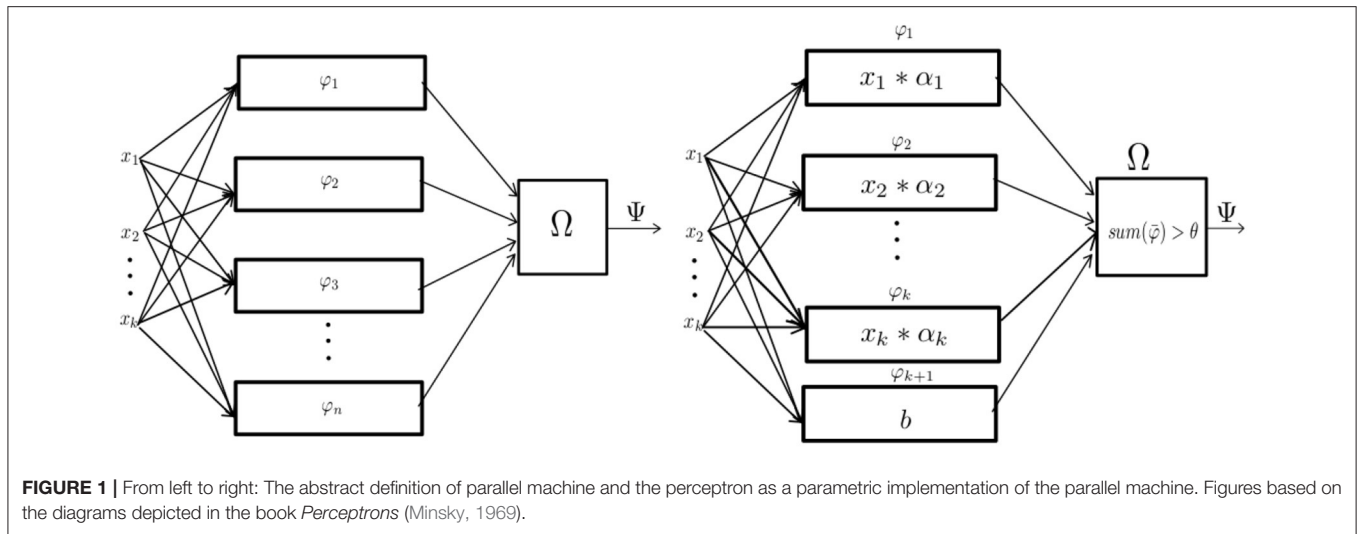 φ₁
φ₂
φ₃
φₙ
x₁
x₂
xₖ
Ω
Ψ
φ₁
x₁ * α₁
φ₂
x₂ * α₂
φₖ
xₖ * αₖ
φₖ₊₁
b
x₁
x₂
xₖ
Ω
sum(φ̄) > θ
Ψ
FIGURE 1 | From left to right: The abstract definition of parallel machine and the perceptron as a parametric implementation of the parallel machine. Figures based on
the diagrams depicted in the book Perceptrons (Minsky, 1969).